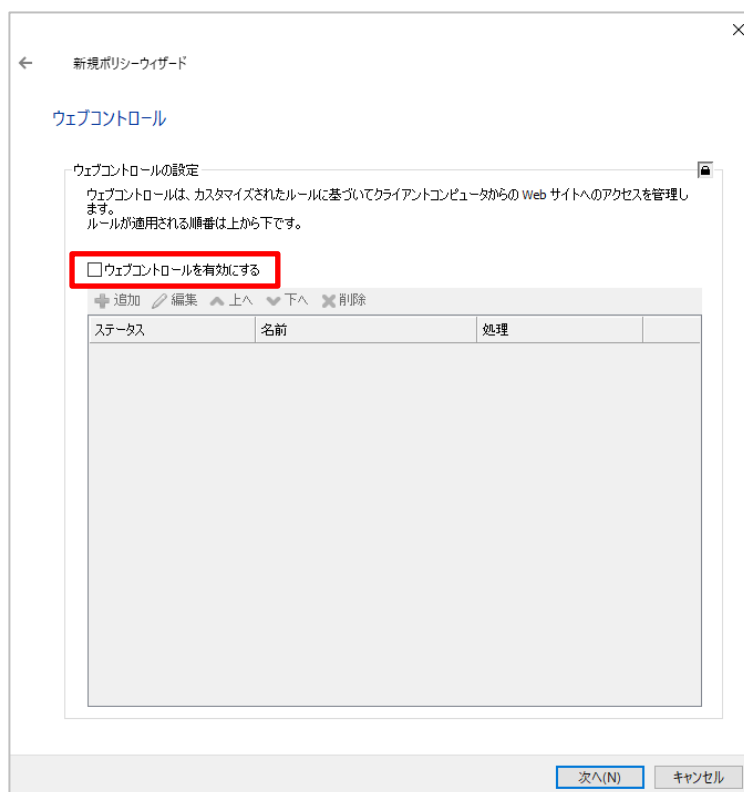 新規ポリシーウィザード
ウェブコントロール
ウェブコントロールの設定
ウェブコントロールは、カスタマイズされたルールに基づいてクライアントコンピュータからの Web サイトへのアクセスを管理し
ます。
ルールが適用される順番は上から下です。
ウェブコントロールを有効にする
追加 編集 上へ 下へ 削除
ステータス 名前 処理
次へ(N) キャンセル